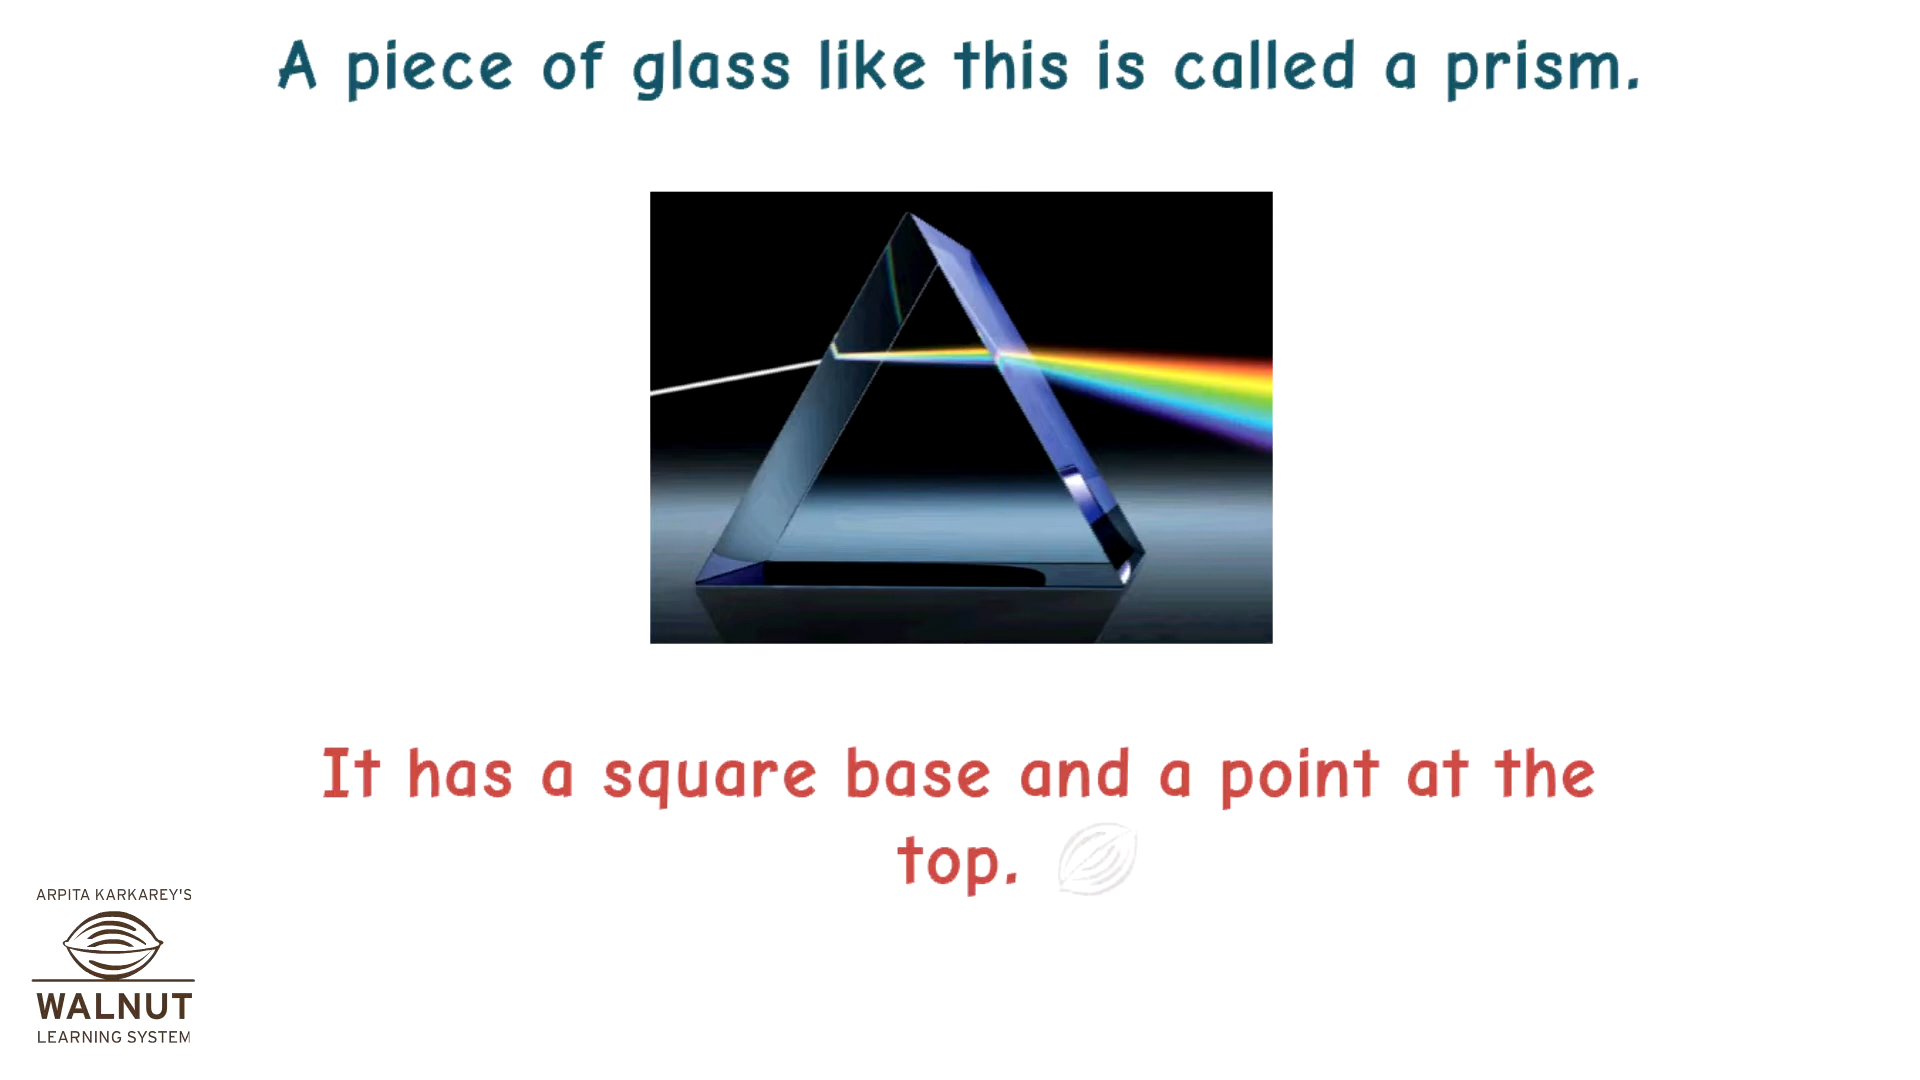 A piece of glass like this is called a prism.
It has a square base and a point at the
top.
ARPITA KARKAREY'S
WALNUT
LEARNING SYSTEM